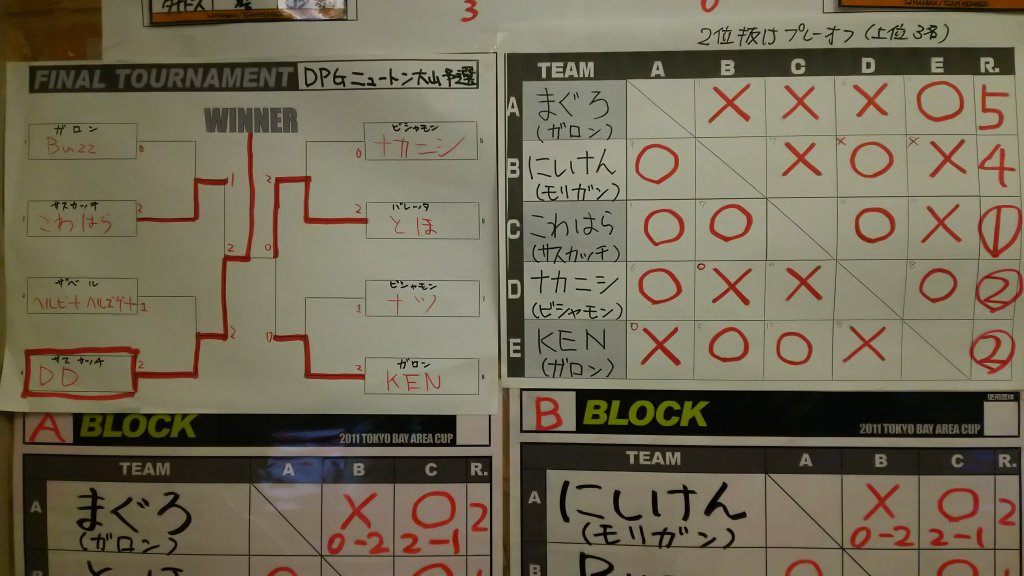 3
0
2位抜けプレーオフ(上位3名)
FINAL TOURNAMENT DPGニュートン大山予選
WINNER
ガロン
Buzz 0
サスカッチ
こわはら 2
サベール
ヘルビートヘルズゲート 1
サスカッチ
DD 2
1
2
2
ビシャモン
ナカニシ 0
バレッタ
とほ 2
ビシャモン
ナツ 1
ガロン
KEN 2
2
0
0
TEAM A B C D E R.
A まぐろ × × × ○ 5
(ガロン)
B にしけん ○ × ○ × 4
(モリガン)
C こわはら ○ ○ ○ × ①
(サスカッチ)
D ナカニシ ○ × × ○ ②
(ビシャモン)
E KEN × ○ ○ × ②
(ガロン)
A BLOCK
2011 TOKYO BAY AREA CUP
TEAM A B C R.
A まぐろ × ○ 2
(ガロン) 0-2 2-1
B
B BLOCK
使用筐体
2011 TOKYO BAY AREA CUP
TEAM A B C R.
A にしけん × ○ 2
(モリガン) 0-2 2-1
B